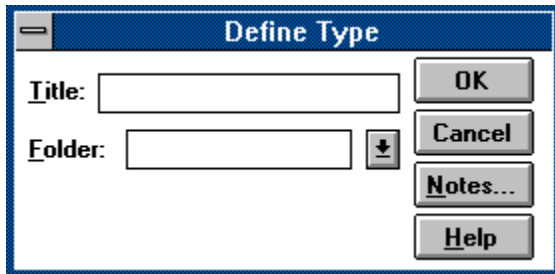 Define Type
Title:
OK
Folder:
Cancel
Notes...
Help